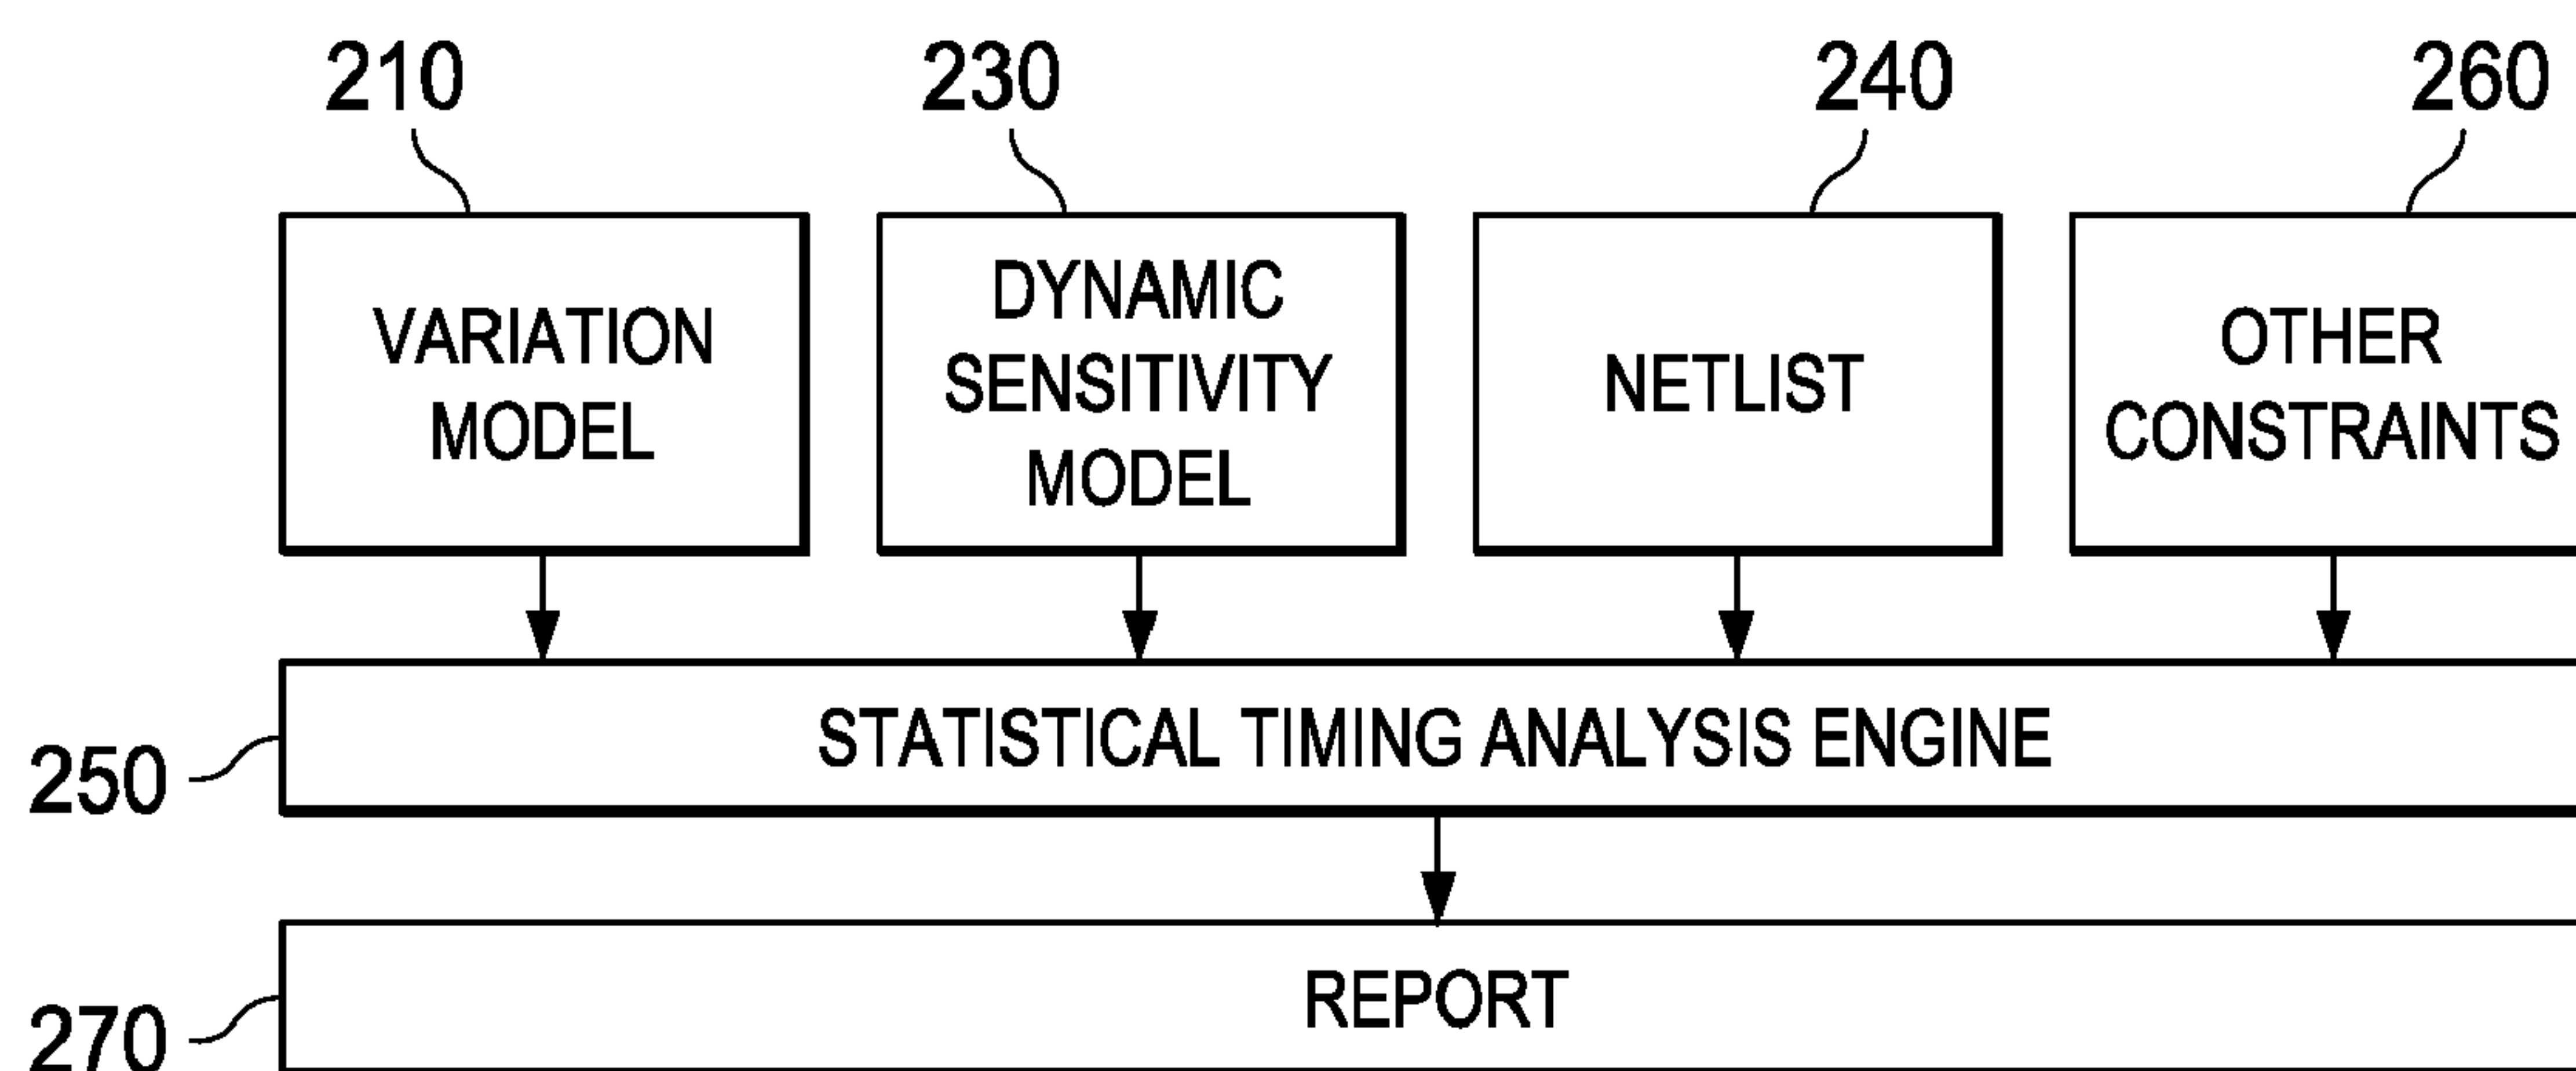 210
230
240
260
VARIATION
MODEL
DYNAMIC
SENSITIVITY
MODEL
NETLIST
OTHER
CONSTRAINTS
250
STATISTICAL TIMING ANALYSIS ENGINE
270
REPORT